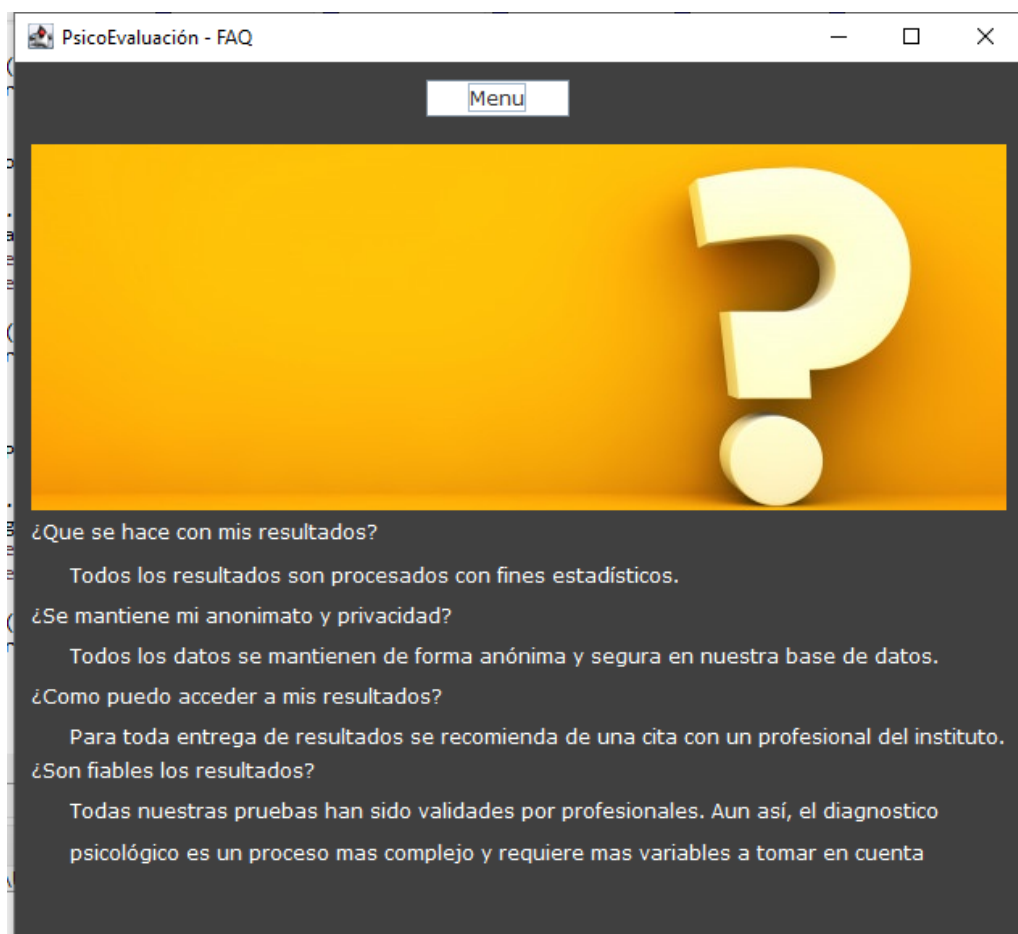 PsicoEvaluación - FAQ
Menu
¿Que se hace con mis resultados?
Todos los resultados son procesados con fines estadísticos.
¿Se mantiene mi anonimato y privacidad?
Todos los datos se mantienen de forma anónima y segura en nuestra base de datos.
¿Como puedo acceder a mis resultados?
Para toda entrega de resultados se recomienda de una cita con un profesional del instituto.
¿Son fiables los resultados?
Todas nuestras pruebas han sido validades por profesionales. Aun así, el diagnostico
psicológico es un proceso mas complejo y requiere mas variables a tomar en cuenta